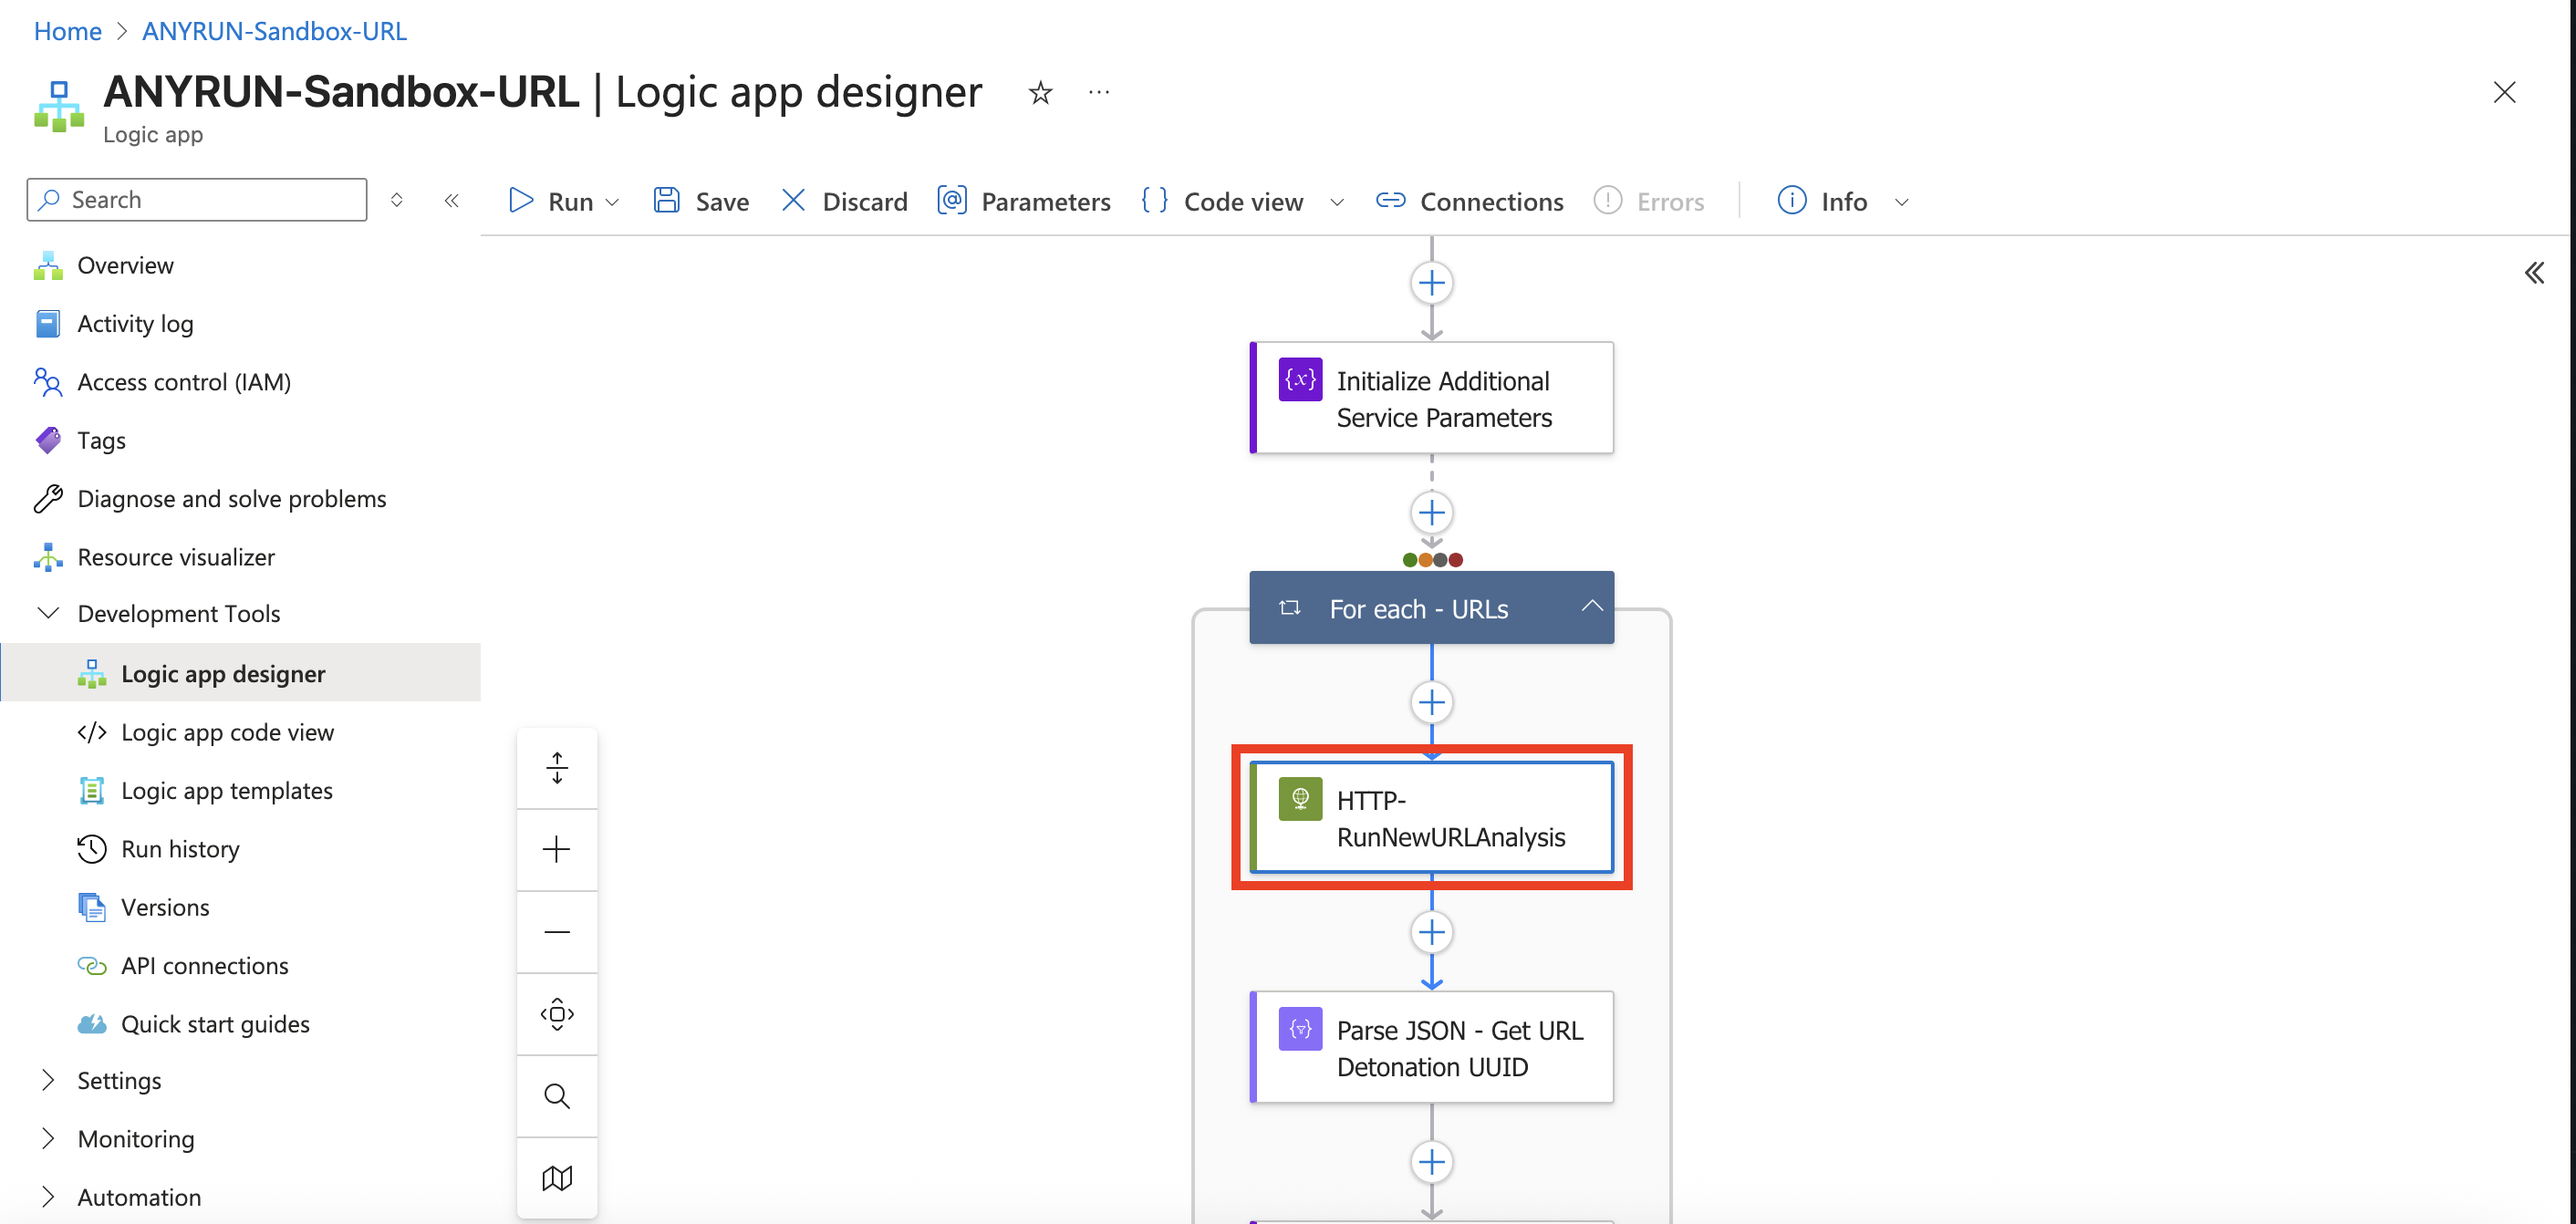 Home > ANYRUN-Sandbox-URL
ANYRUN-Sandbox-URL | Logic app designer
Logic app
Search
Run
Save
Discard
Parameters
Code view
Connections
Errors
Info
Overview
Activity log
Access control (IAM)
Tags
Diagnose and solve problems
Resource visualizer
Development Tools
Logic app designer
Logic app code view
Logic app templates
Run history
Versions
API connections
Quick start guides
Settings
Monitoring
Automation
Initialize Additional
Service Parameters
For each - URLs
HTTP-
RunNewURLAnalysis
Parse JSON - Get URL
Detonation UUID